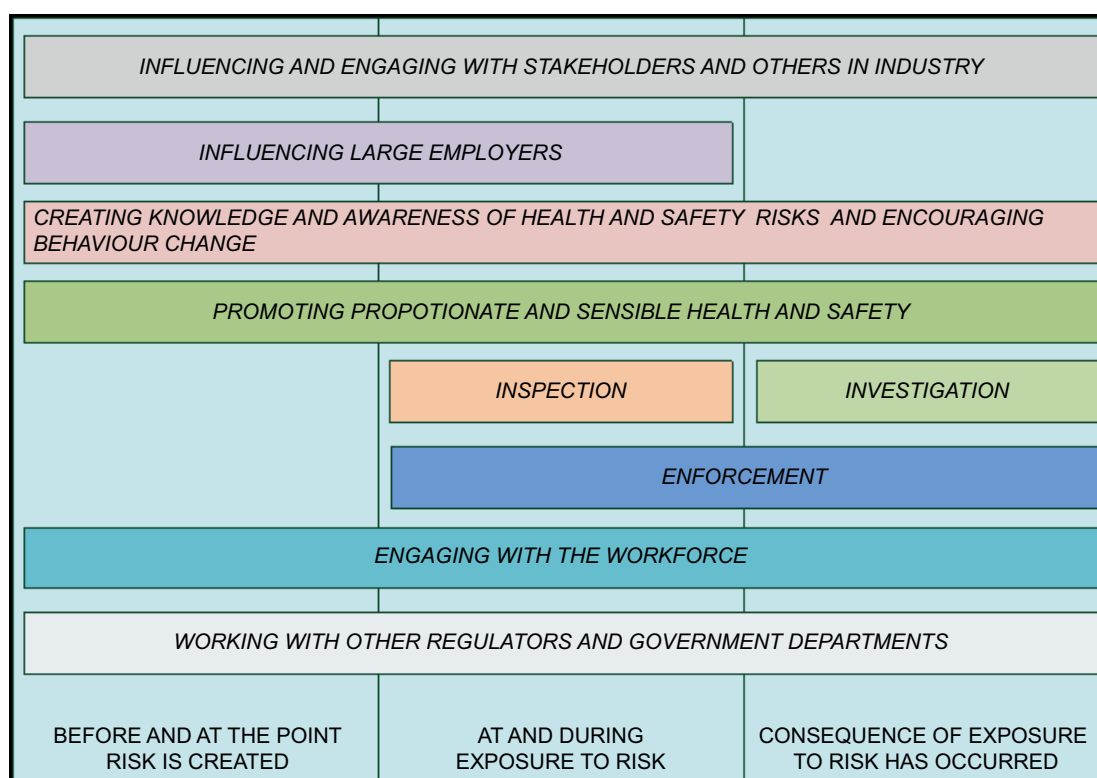 INFLUENCING AND ENGAGING WITH STAKEHOLDERS AND OTHERS IN INDUSTRY
INFLUENCING LARGE EMPLOYERS
CREATING KNOWLEDGE AND AWARENESS OF HEALTH AND SAFETY RISKS AND ENCOURAGING
BEHAVIOUR CHANGE
PROMOTING PROPOTIONATE AND SENSIBLE HEALTH AND SAFETY
INSPECTION
INVESTIGATION
ENFORCEMENT
ENGAGING WITH THE WORKFORCE
WORKING WITH OTHER REGULATORS AND GOVERNMENT DEPARTMENTS
BEFORE AND AT THE POINT
RISK IS CREATED
AT AND DURING
EXPOSURE TO RISK
CONSEQUENCE OF EXPOSURE
TO RISK HAS OCCURRED